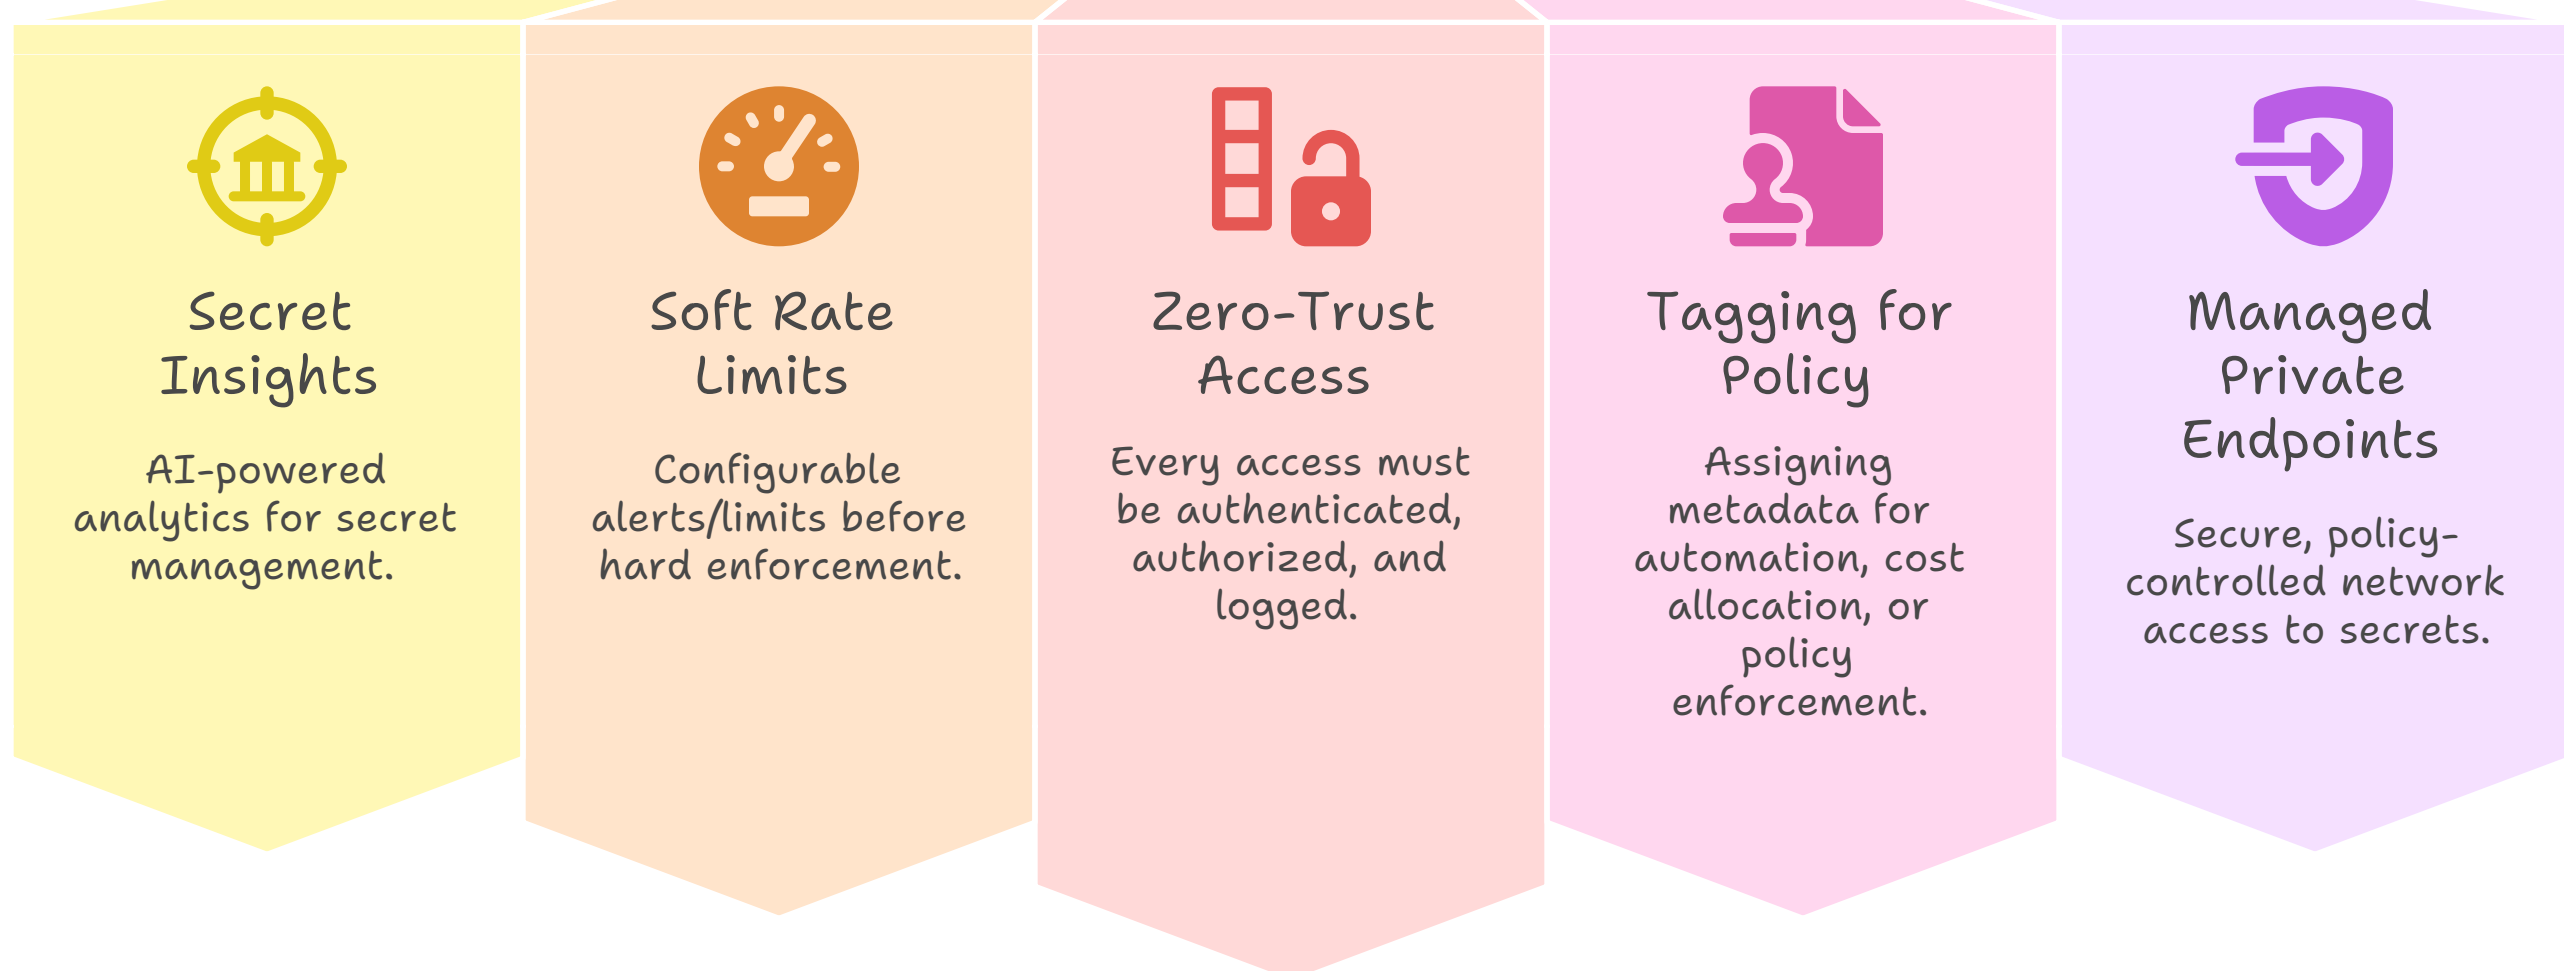 Secret
Insights
AI-powered
analytics for secret
management.
Soft Rate
Limits
Configurable
alerts/limits before
hard enforcement.
Zero-Trust
Access
Every access must
be authenticated,
authorized, and
logged.
Tagging for
Policy
Assigning
metadata for
automation, cost
allocation, or
policy
enforcement.
Managed
Private
Endpoints
Secure, policy-
controlled network
access to secrets.